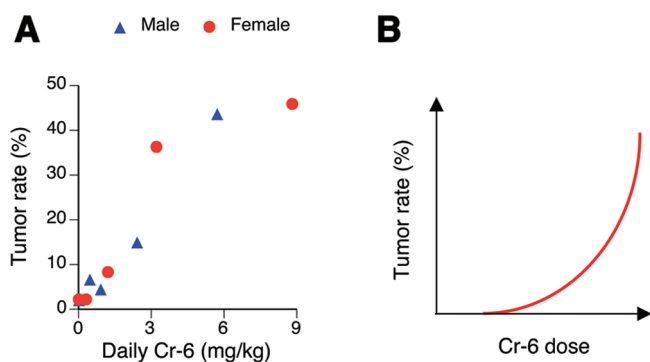 A
Male
Female
B
Tumor rate (%)
50
40
30
20
10
0
0
3
6
9
Daily Cr-6 (mg/kg)
Tumor rate (%)
Cr-6 dose